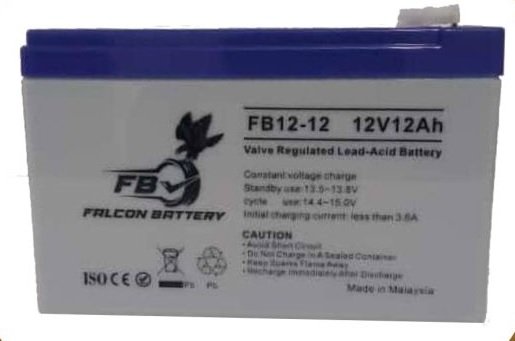 FB12-12 12V12Ah
Valve Regulated Lead-Acid Battery
FB
FALCON BATTERY
Constant voltage charge
Standby use: 13.5~13.8V
cycle use: 14.4~15.0V
Initial charging current: less than 3.6A
CAUTION
• Avoid Short Circuit
• Do Not Charge In A Sealed Container
• Keep Sparks Flame Away
• Recharge Immediately After Discharge
Made in Malaysia
ISO CE
Pb Pb